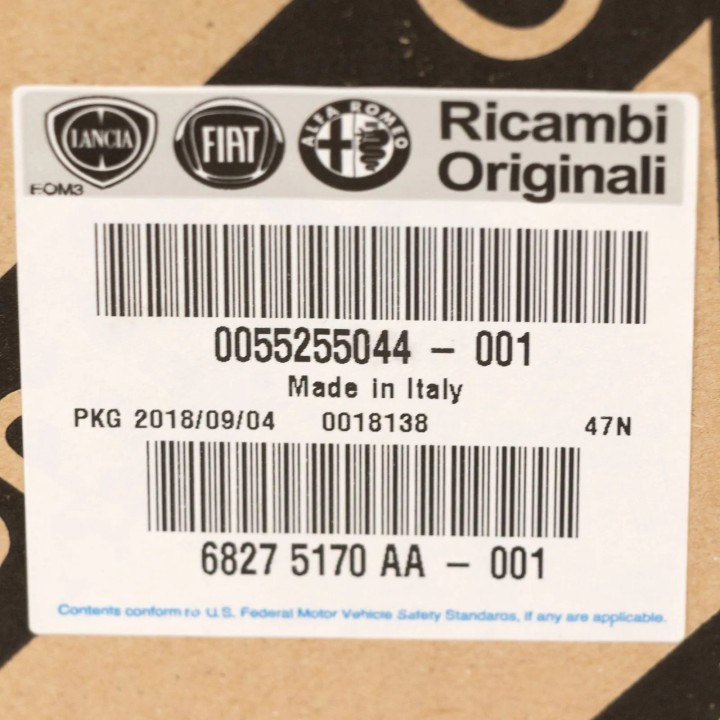 LANCIA FIAT ALFA ROMEO Ricambi
Originali
EOM3
0055255044 - 001
Made in Italy
PKG 2018/09/04 0018138 47N
6827 5170 AA - 001
Contents conform to U.S. Federal Motor Vehicle Safety Standaros, if any are applicable.